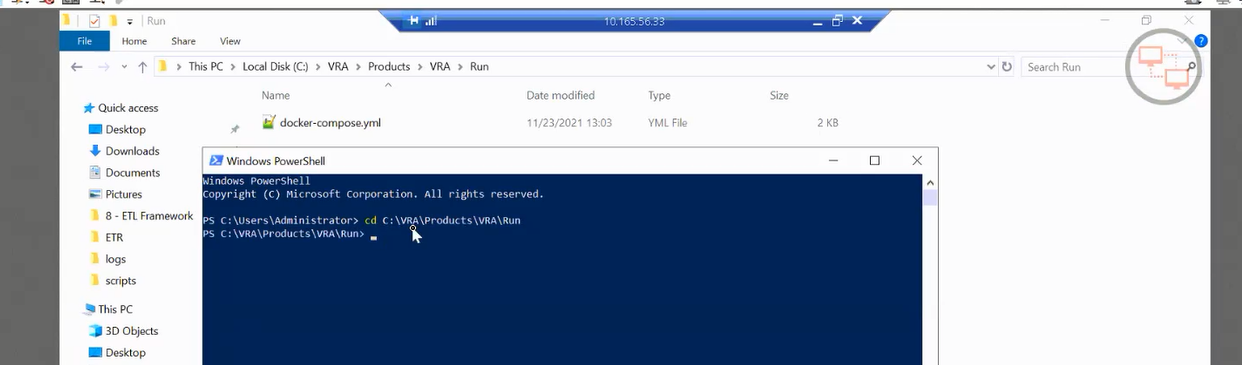 Run
10.165.56.33
File Home Share View
This PC Local Disk (C:) VRA Products VRA Run
Search Run
Name Date modified Type Size
Quick access
docker-compose.yml 11/23/2021 13:03 YML File 2 KB
Desktop
Downloads
Documents
Pictures
8 - ETL Framework
ETR
logs
scripts
This PC
3D Objects
Desktop
Windows PowerShell
Windows PowerShell
Copyright (C) Microsoft Corporation. All rights reserved.
PS C:\Users\Administrator> cd C:\VRA\Products\VRA\Run
PS C:\VRA\Products\VRA\Run>